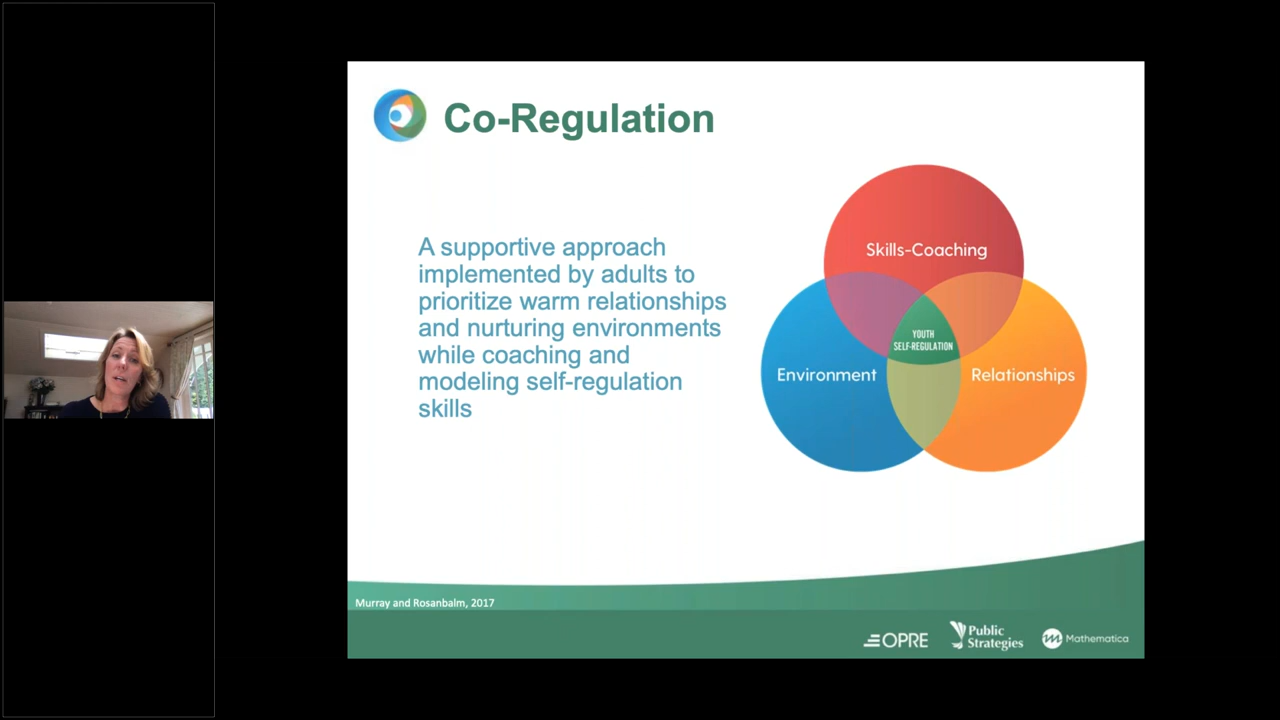 Co-Regulation
A supportive approach
implemented by adults to
prioritize warm relationships
and nurturing environments
while coaching and
modeling self-regulation
skills
Skills-Coaching
YOUTH
SELF-REGULATION
Environment
Relationships
Murray and Rosanbalm, 2017
OPRE
Public
Strategies
m
Mathematica